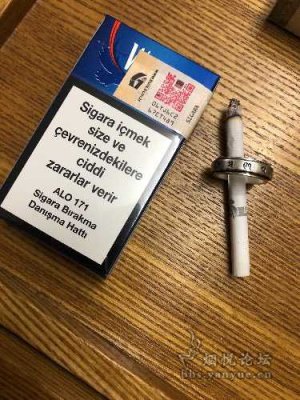 Sigara içmek
size ve
çevrenizdekilere
ciddi
zararlar verir
ALO 171
Sigara Bırakma
Danışma Hattı
烟悦论坛
bbs.yanyue.cn